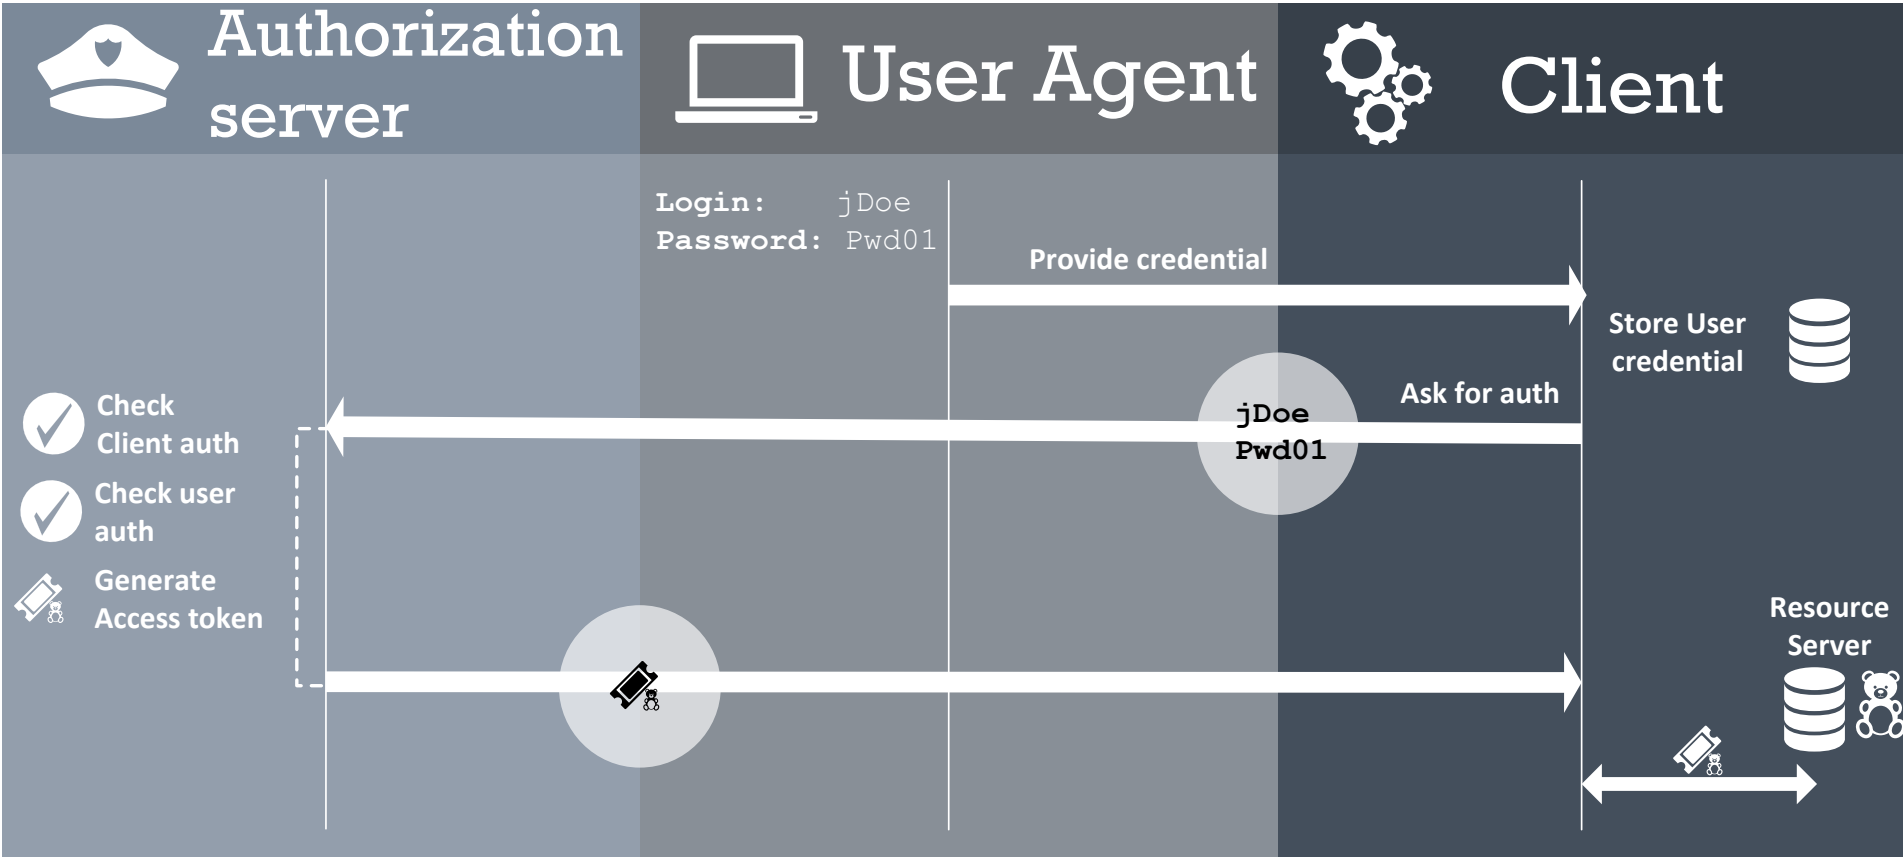 Authorization
server
User Agent
Client
Login: jDoe
Password: Pwd01
Provide credential
Store User
credential
Ask for auth
jDoe
Pwd01
Check
Client auth
Check user
auth
Generate
Access token
Resource
Server